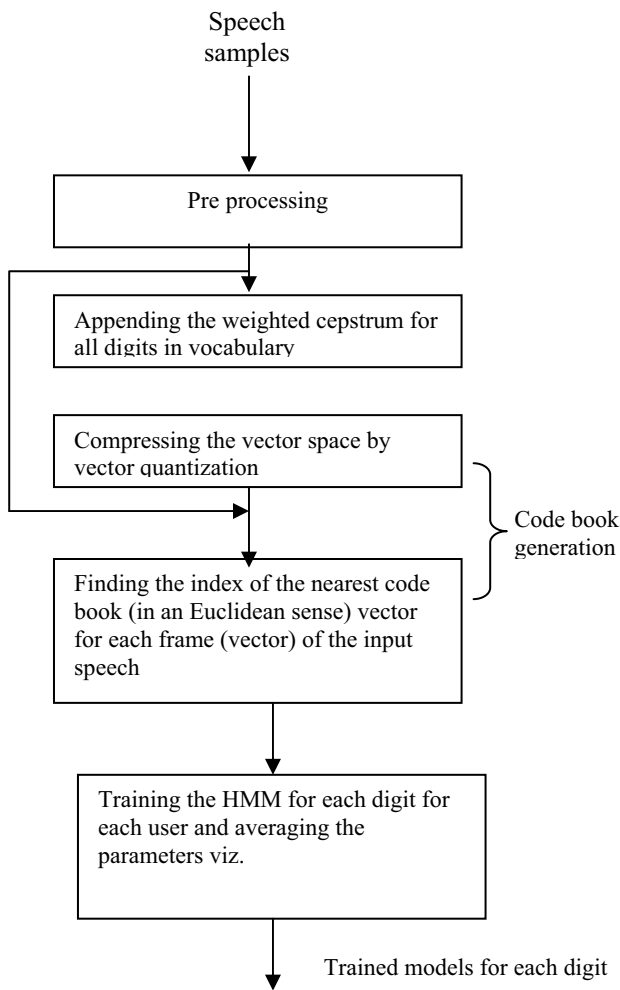 Speech
samples
Pre processing
Appending the weighted cepstrum for
all digits in vocabulary
Compressing the vector space by
vector quantization
Code book
generation
Finding the index of the nearest code
book (in an Euclidean sense) vector
for each frame (vector) of the input
speech
Training the HMM for each digit for
each user and averaging the
parameters viz.
Trained models for each digit